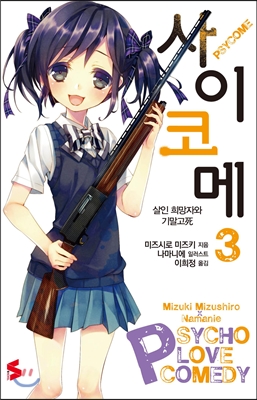 사이코메
PSYCOME
살인 희망자와
기말고死
3
미즈시로 미즈키 지음
나마니에 일러스트
이희정 옮김
Mizuki Mizushiro
×
Namanie
PSYCHO
LOVE
COMEDY